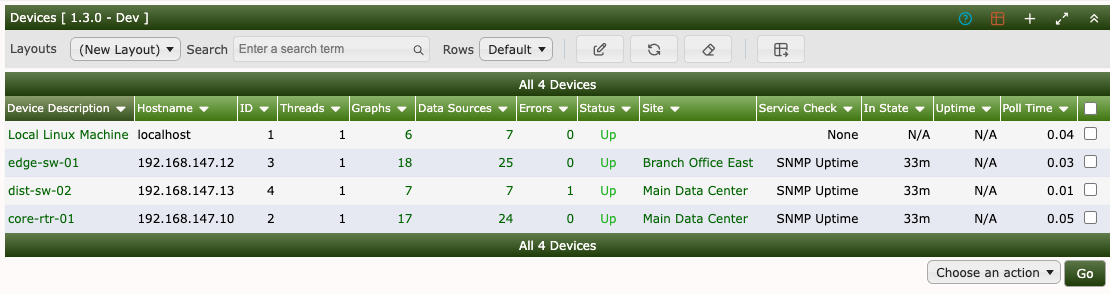 Devices [ 1.3.0 - Dev ]
Layouts (New Layout) Search Enter a search term Rows Default
All 4 Devices
Device Description Hostname ID Threads Graphs Data Sources Errors Status Site Service Check In State Uptime Poll Time
Local Linux Machine localhost 1 1 6 7 0 Up None N/A N/A 0.04
edge-sw-01 192.168.147.12 3 1 18 25 0 Up Branch Office East SNMP Uptime 33m N/A 0.03
dist-sw-02 192.168.147.13 4 1 7 7 1 Up Main Data Center SNMP Uptime 33m N/A 0.01
core-rtr-01 192.168.147.10 2 1 17 24 0 Up Main Data Center SNMP Uptime 33m N/A 0.05
All 4 Devices
Choose an action Go